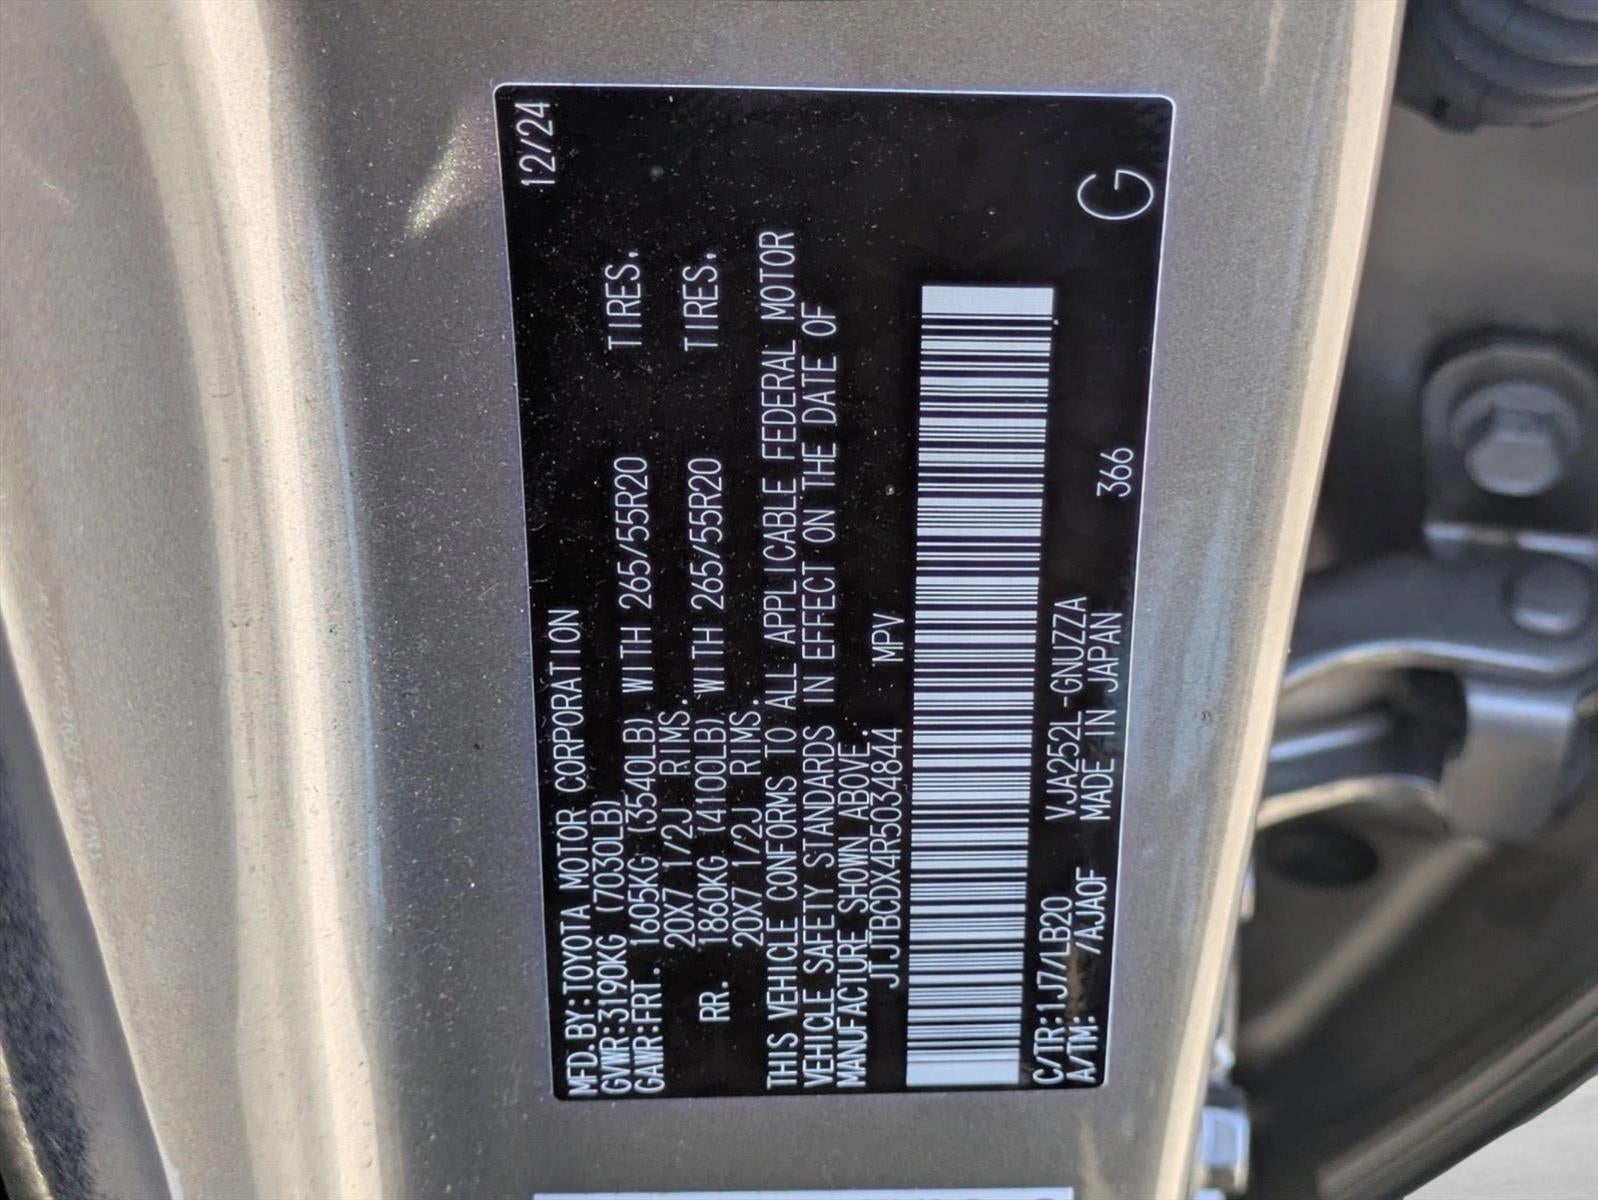 MFD.BY:TOYOTA MOTOR CORPORATION 12/24
GVWR:3190KG (7030LB)
GAWR:FRT. 1605KG (3540LB) WITH 265/55R20 TIRES.
20X7 1/2J RIMS.
RR. 1860KG (4100LB) WITH 265/55R20 TIRES.
20X7 1/2J RIMS.
THIS VEHICLE CONFORMS TO ALL APPLICABLE FEDERAL MOTOR
VEHICLE SAFETY STANDARDS IN EFFECT ON THE DATE OF
MANUFACTURE SHOWN ABOVE.
JTJTBCDX4R5034844 MPV
C/TR:1J7/LB20 VJA252L-GNUZZA 366 G
A/TM: /AJA0F MADE IN JAPAN